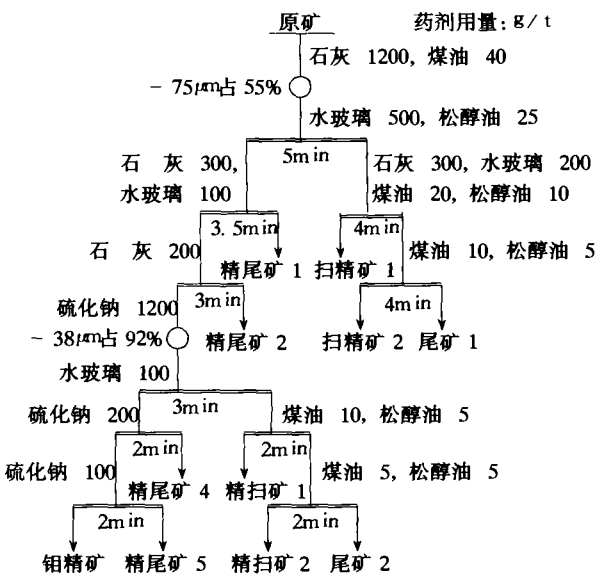 原矿 药剂用量: g/t
石灰 1200, 煤油 40
-75μm占 55%
水玻璃 500, 松醇油 25
5min
石 灰 300, 石灰 300, 水玻璃 200
水玻璃 100 煤油 20, 松醇油 10
3. 5min 4min
石 灰 200 煤油 10, 松醇油 5
精尾矿 1 扫精矿 1
3min 4min
硫化钠 1200
-38μm占 92% 精尾矿 2 扫精矿 2 尾矿 1
水玻璃 100
3min
硫化钠 200 煤油 10, 松醇油 5
2min 2min
硫化钠 100 煤油 5, 松醇油 5
精尾矿 4 精扫矿 1
2min 2min
钼精矿 精尾矿 5 精扫矿 2 尾矿 2